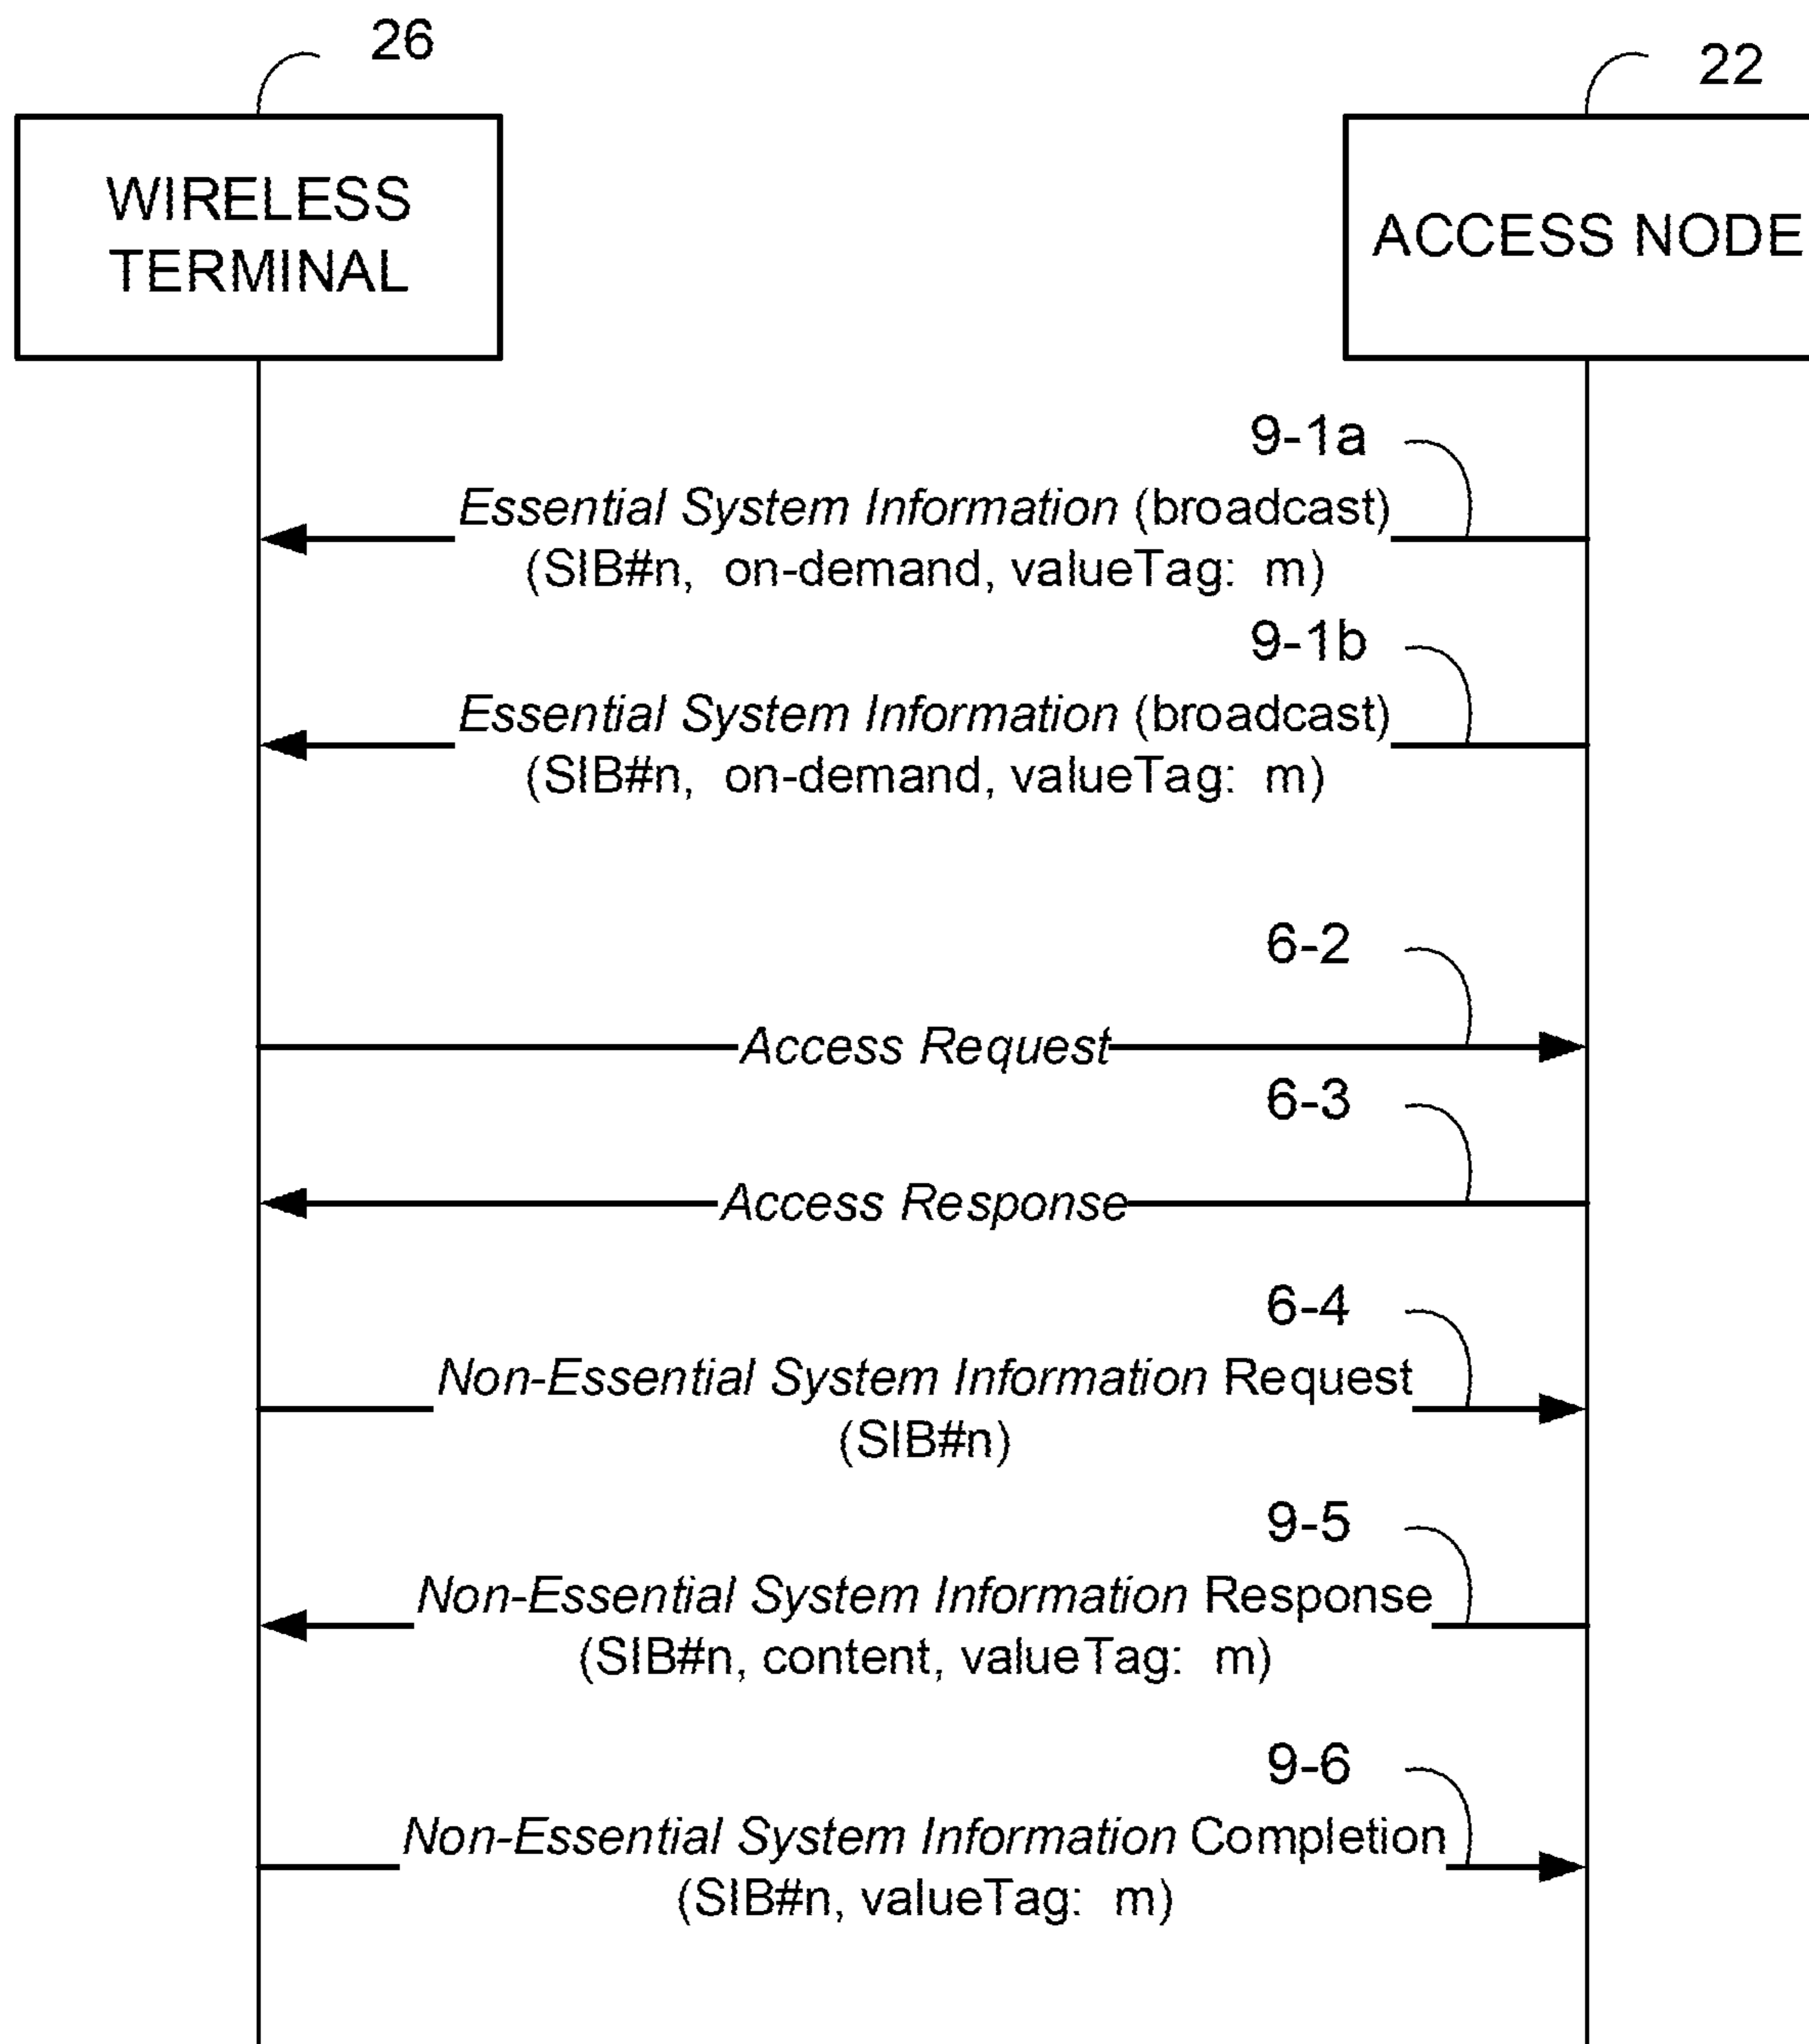 26
22
WIRELESS
TERMINAL
ACCESS NODE
9-1a
Essential System Information (broadcast)
(SIB#n, on-demand, valueTag: m)
9-1b
Essential System Information (broadcast)
(SIB#n, on-demand, valueTag: m)
6-2
Access Request
6-3
Access Response
6-4
Non-Essential System Information Request
(SIB#n)
9-5
Non-Essential System Information Response
(SIB#n, content, valueTag: m)
9-6
Non-Essential System Information Completion
(SIB#n, valueTag: m)